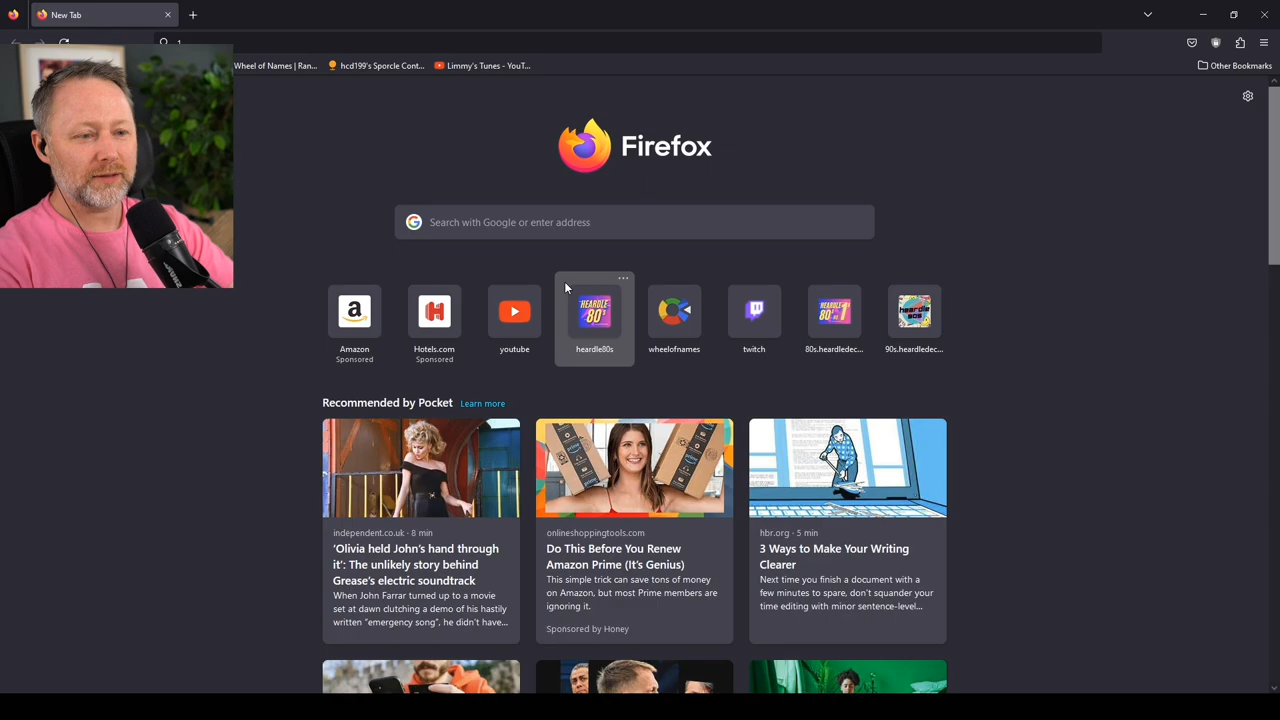 New Tab
Wheel of Names | Ran...
hcd199's Sporcle Cont...
Limmy's Tunes - YouT...
Other Bookmarks
Firefox
Search with Google or enter address
Amazon
Sponsored
Hotels.com
Sponsored
youtube
HEARDLE
80's
heardle80s
wheelofnames
twitch
80s.heardledec...
90s.heardledec...
Recommended by Pocket
Learn more
independent.co.uk · 8 min
‘Olivia held John’s hand through
it’: The unlikely story behind
Grease’s electric soundtrack
When John Farrar turned up to a movie
set at dawn clutching a demo of his hastily
written “emergency song”, he didn’t have...
onlineshoppingtools.com
Do This Before You Renew
Amazon Prime (It’s Genius)
This simple trick can save tons of money
on Amazon, but most Prime members are
ignoring it.
Sponsored by Honey
hbr.org · 5 min
3 Ways to Make Your Writing
Clearer
Next time you finish a document with a
few minutes to spare, don’t squander your
time editing with minor sentence-level...